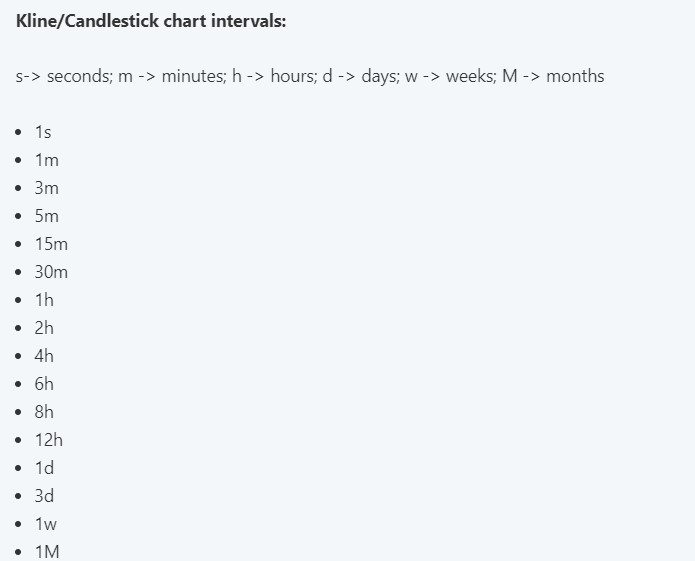 Kline/Candlestick chart intervals:
s-> seconds; m -> minutes; h -> hours; d -> days; w -> weeks; M -> months
• 1s
• 1m
• 3m
• 5m
• 15m
• 30m
• 1h
• 2h
• 4h
• 6h
• 8h
• 12h
• 1d
• 3d
• 1w
• 1M